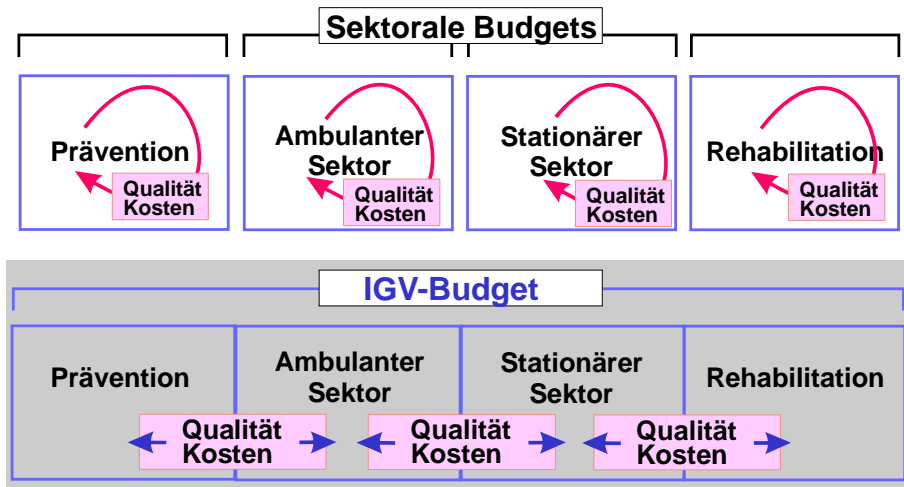 Sektorale Budgets
Prävention
Qualität
Kosten
Ambulanter
Sektor
Qualität
Kosten
Stationärer
Sektor
Qualität
Kosten
Rehabilitation
Qualität
Kosten
IGV-Budget
Prävention
Ambulanter
Sektor
Stationärer
Sektor
Rehabilitation
Qualität
Kosten
Qualität
Kosten
Qualität
Kosten